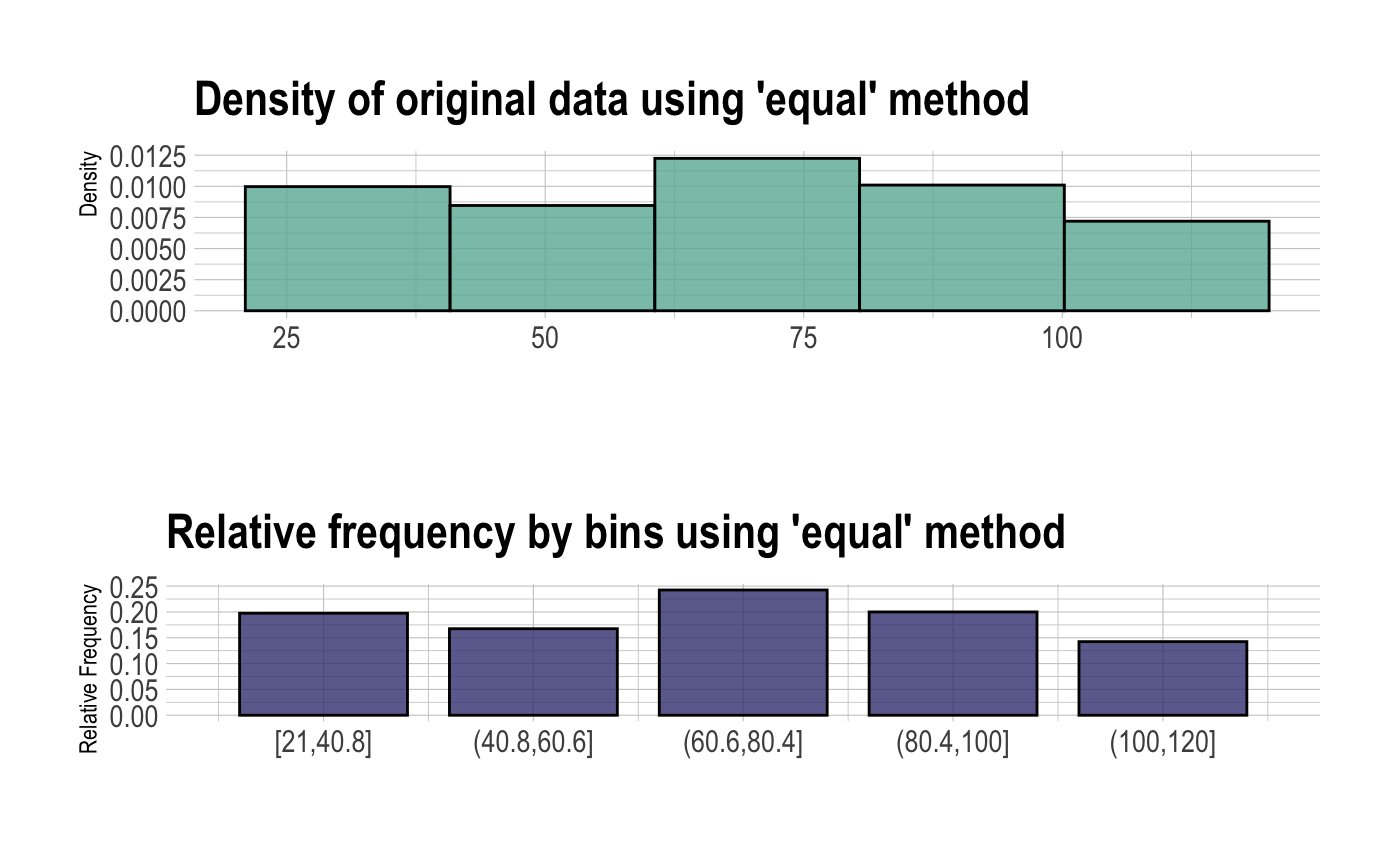 Density of original data using 'equal' method
Density
0.0125
0.0100
0.0075
0.0050
0.0025
0.0000
25 50 75 100
Relative frequency by bins using 'equal' method
Relative Frequency
0.25
0.20
0.15
0.10
0.05
0.00
[21,40.8] (40.8,60.6] (60.6,80.4] (80.4,100] (100,120]